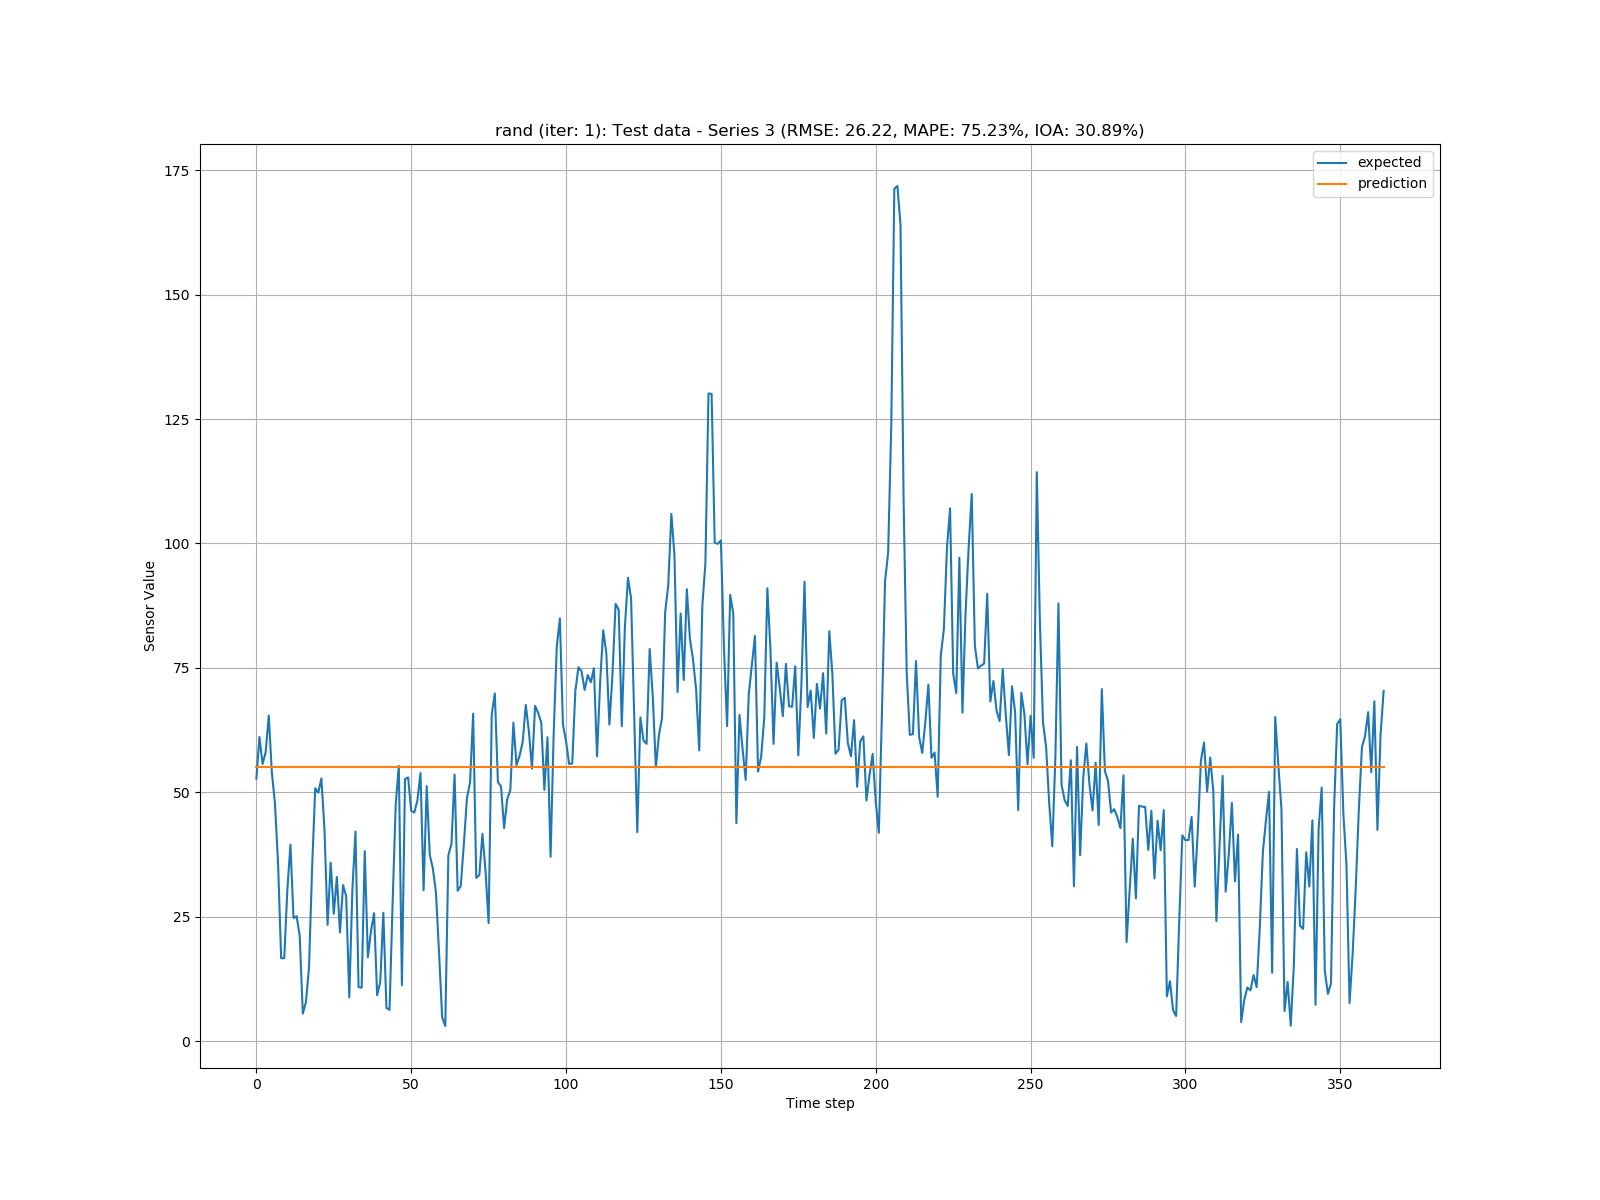 rand (iter: 1): Test data - Series 3 (RMSE: 26.22, MAPE: 75.23%, IOA: 30.89%)
expected
prediction
175
150
125
100
75
50
25
0
Sensor Value
0 50 100 150 200 250 300 350
Time step